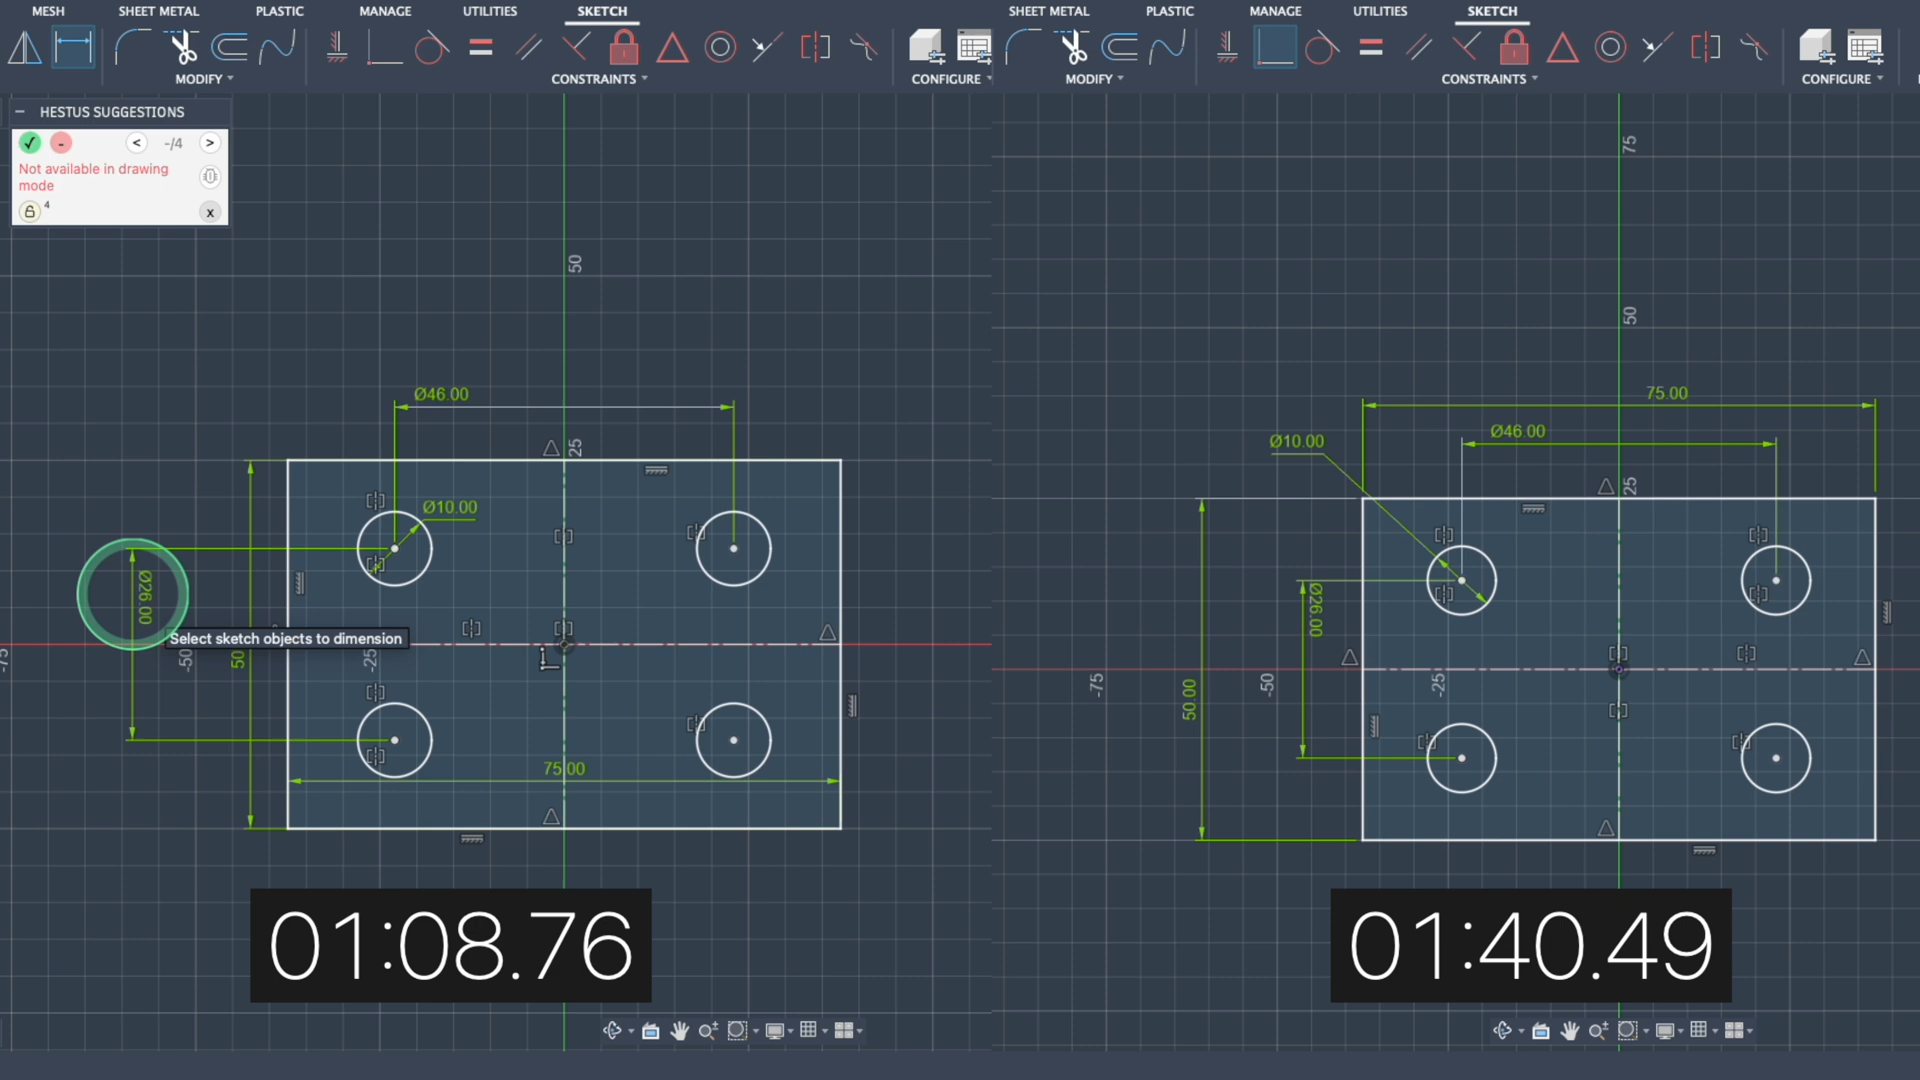 MESH SHEET METAL PLASTIC MANAGE UTILITIES SKETCH
MODIFY CONSTRAINTS CONFIGURE
HESTUS SUGGESTIONS
< -/4 >
Not available in drawing
mode
4
x
50
Ø46.00
25
Ø10.00
Ø26.00
Select sketch objects to dimension
-75
-50
50
-25
75.00
01:08.76
SHEET METAL PLASTIC MANAGE UTILITIES SKETCH
MODIFY CONSTRAINTS CONFIGURE
75
50
75.00
Ø46.00
Ø10.00
25
Ø26.00
-75
-50
-25
50.00
01:40.49